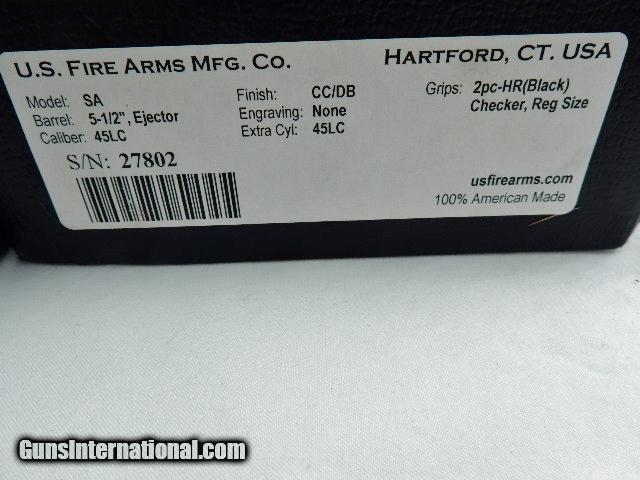 U.S. FIRE ARMS MFG. CO. HARTFORD, CT. USA
Model: SA Finish: CC/DB Grips: 2pc-HR(Black)
Barrel: 5-1/2", Ejector Engraving: None Checker, Reg Size
Caliber: 45LC Extra Cyl: 45LC
S/N: 27802
usfirearms.com
100% American Made
GunsInternational.com